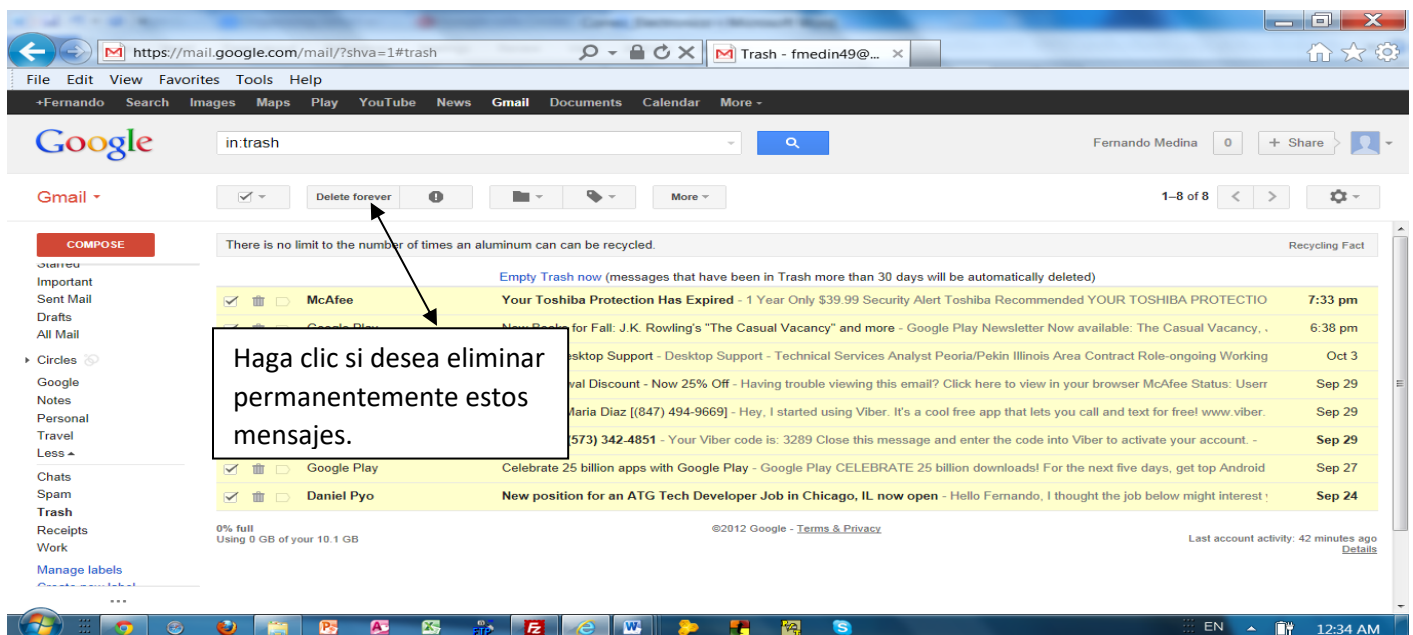 https://mail.google.com/mail/?shva=1#trash
Trash - fmedin49@...
File Edit View Favorites Tools Help
+Fernando Search Images Maps Play YouTube News Gmail Documents Calendar More
Google
in:trash
Fernando Medina 0 + Share
Gmail
Delete forever
More
1–8 of 8
COMPOSE
There is no limit to the number of times an aluminum can can be recycled.
Recycling Fact
Starred
Important
Sent Mail
Drafts
All Mail
Circles
Google
Notes
Personal
Travel
Less
Chats
Spam
Trash
Receipts
Work
Manage labels
Create new label
Empty Trash now (messages that have been in Trash more than 30 days will be automatically deleted)
McAfee Your Toshiba Protection Has Expired - 1 Year Only $39.99 Security Alert Toshiba Recommended YOUR TOSHIBA PROTECTIO 7:33 pm
Google Play New Books for Fall: J.K. Rowling's "The Casual Vacancy" and more - Google Play Newsletter Now available: The Casual Vacancy, 6:38 pm
Desktop Support - Desktop Support - Technical Services Analyst Peoria/Pekin Illinois Area Contract Role-ongoing Working Oct 3
Discount - Now 25% Off - Having trouble viewing this email? Click here to view in your browser McAfee Status: Sep 29
Maria Diaz [(847) 494-9669] - Hey, I started using Viber. It's a cool free app that lets you call and text for free! www.viber. Sep 29
(573) 342-4851 - Your Viber code is: 3289 Close this message and enter the code into Viber to activate your account. - Sep 29
Google Play Celebrate 25 billion apps with Google Play - Google Play CELEBRATE 25 billion downloads! For the next five days, get top Android Sep 27
Daniel Pyo New position for an ATG Tech Developer Job in Chicago, IL now open - Hello Fernando, I thought the job below might interest Sep 24
Haga clic si desea eliminar
permanentemente estos
mensajes.
0% full
Using 0 GB of your 10.1 GB
©2012 Google - Terms & Privacy
Last account activity: 42 minutes ago
Details
EN 12:34 AM